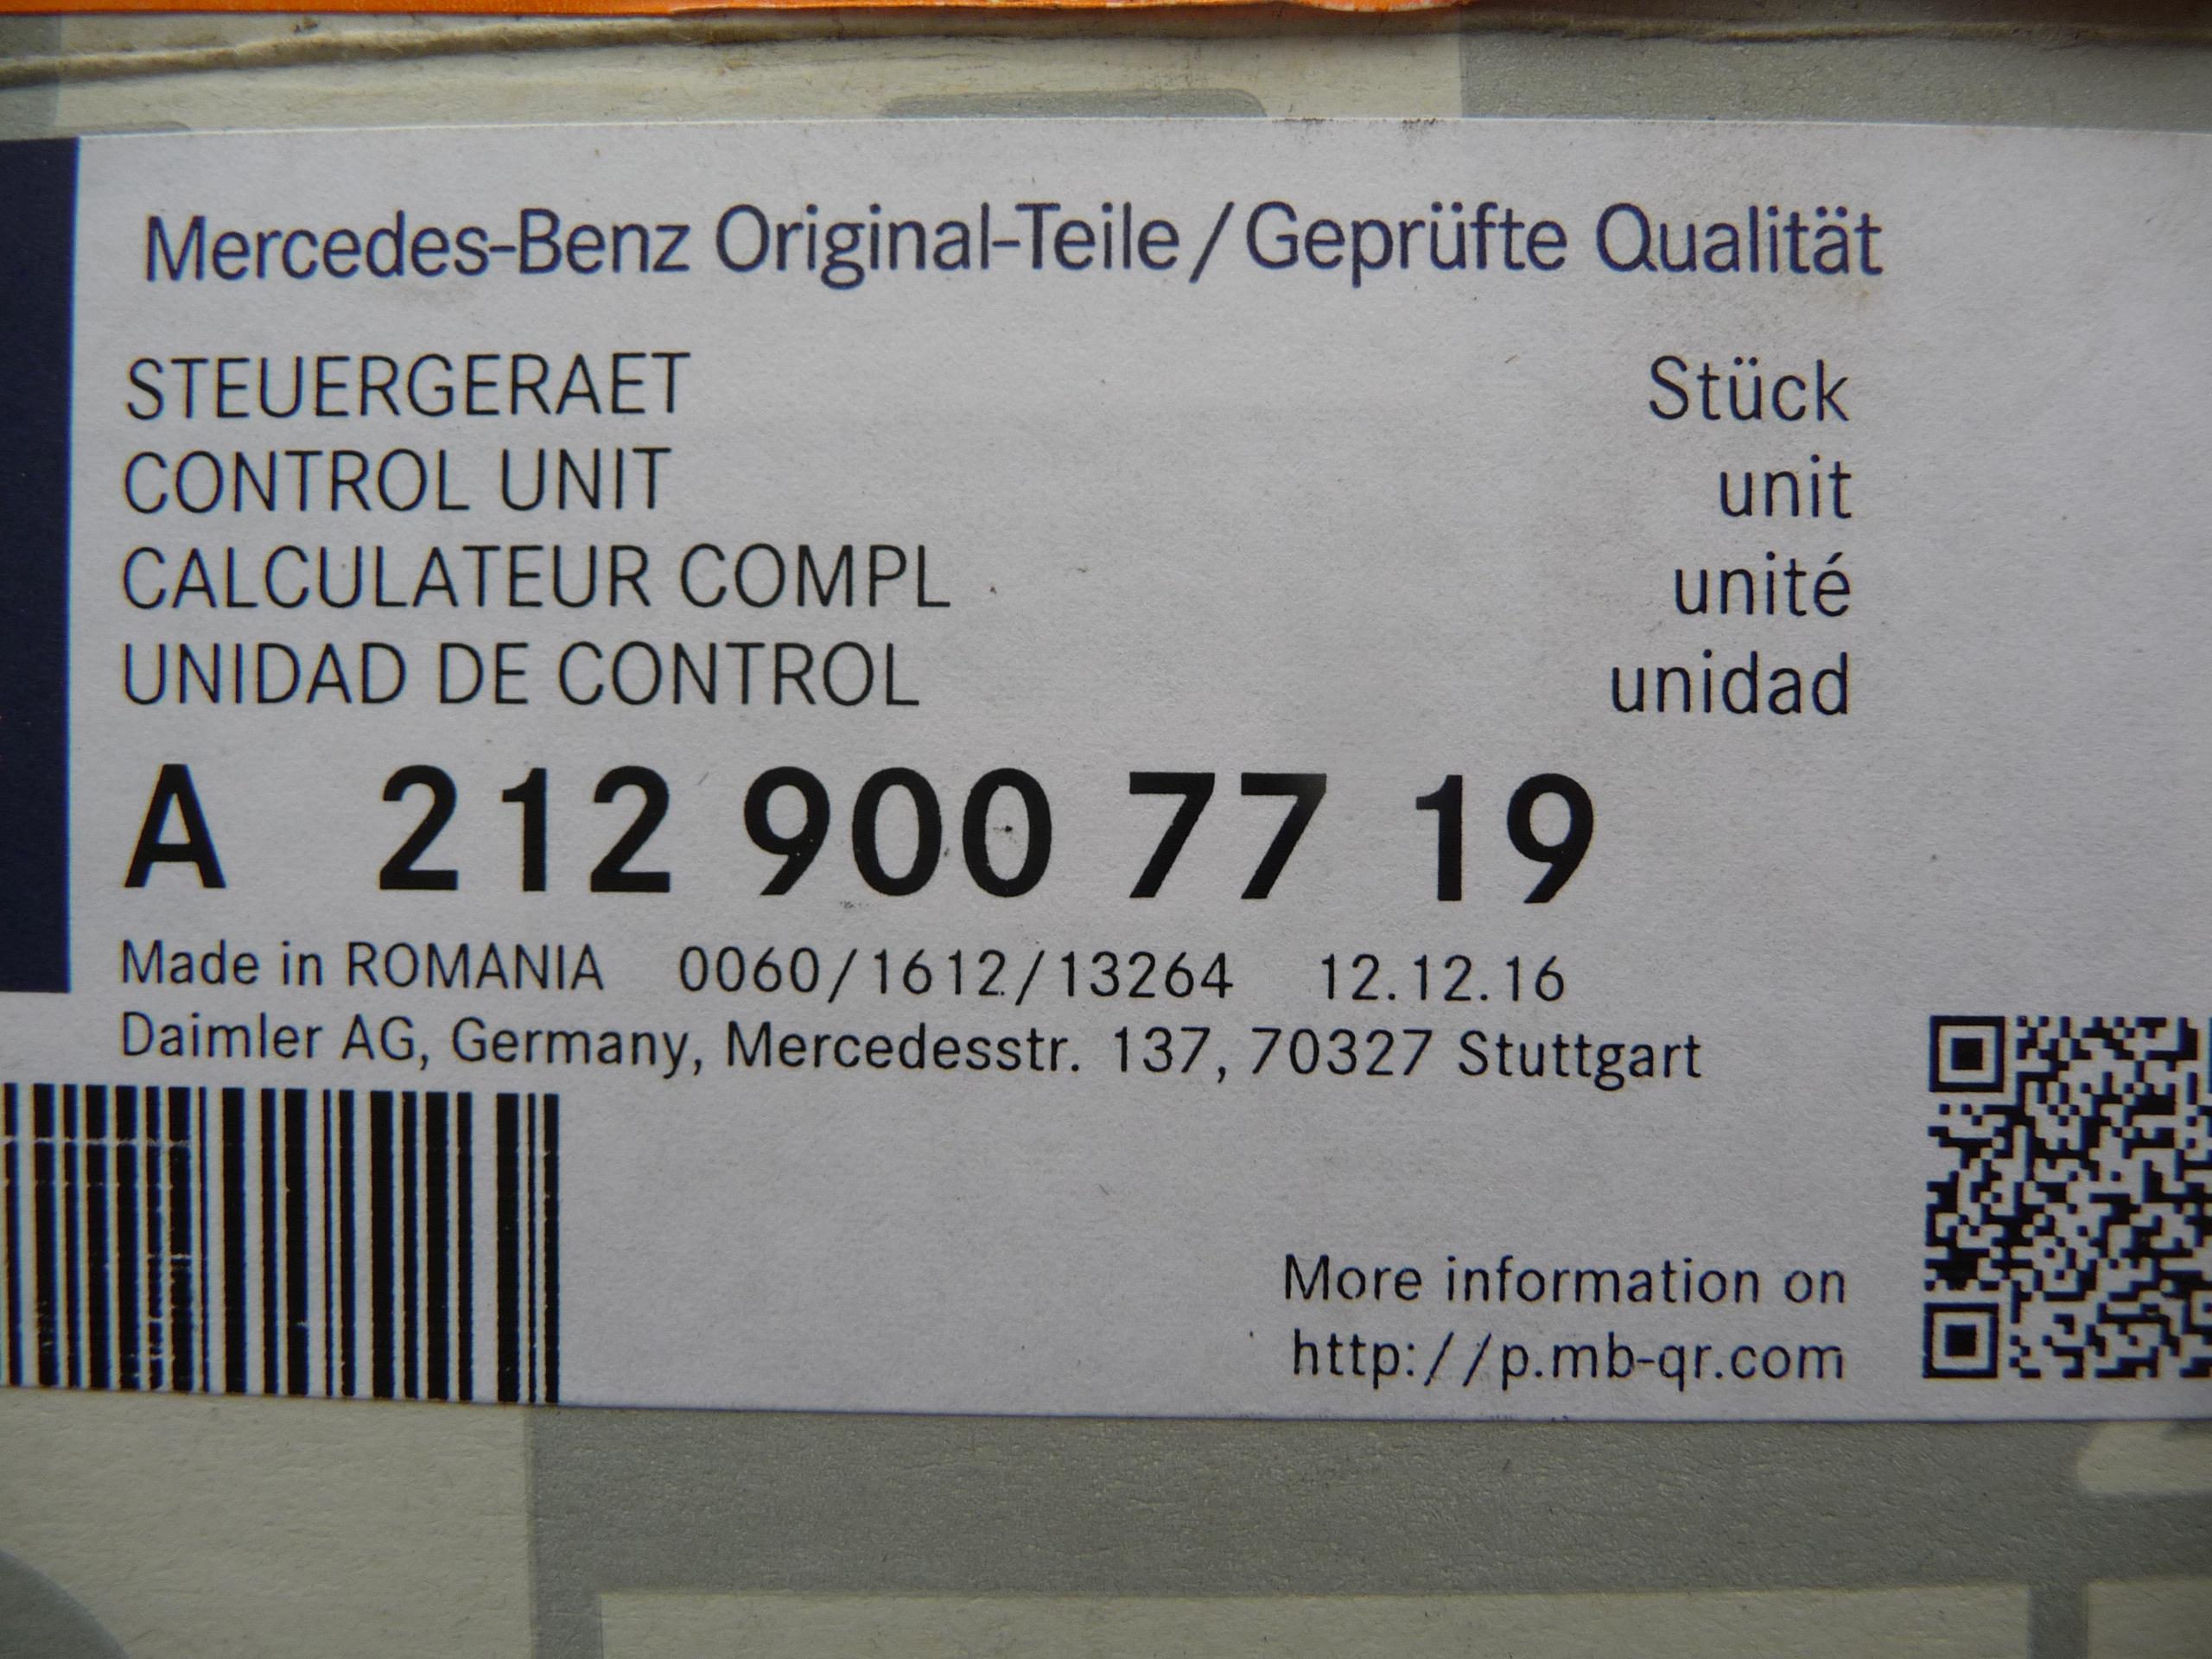 Mercedes-Benz Original-Teile/Geprüfte Qualität
STEUERGERAET Stück
CONTROL UNIT unit
CALCULATEUR COMPL unité
UNIDAD DE CONTROL unidad
A 212 900 77 19
Made in ROMANIA 0060/1612/13264 12.12.16
Daimler AG, Germany, Mercedesstr. 137, 70327 Stuttgart
More information on
http://p.mb-qr.com